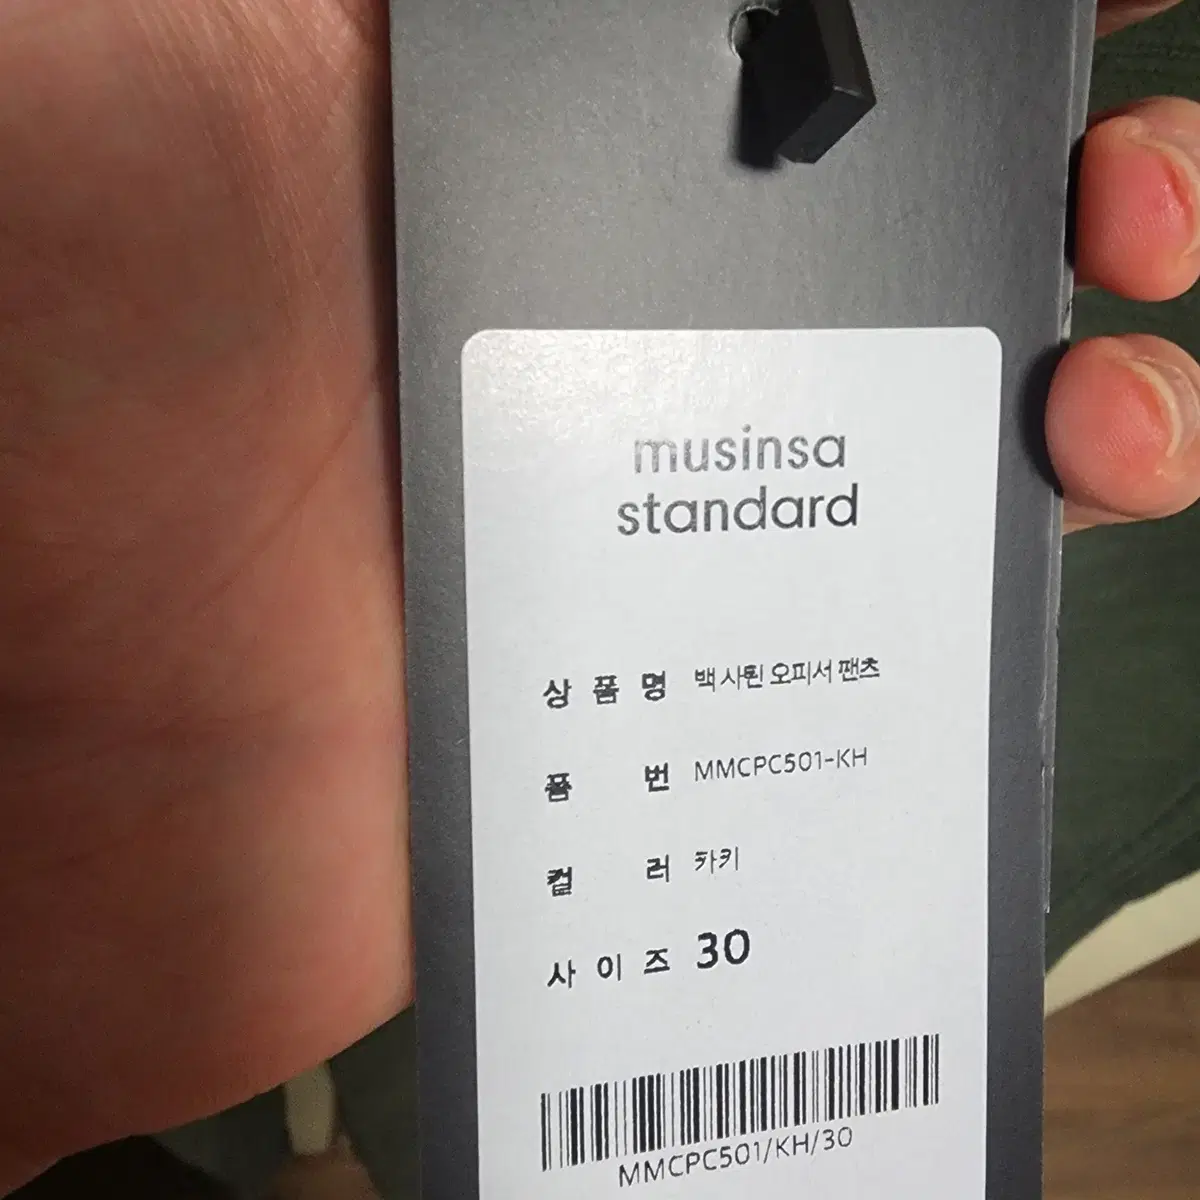 musinsa
standard
상품명 백 사틴 오피서 팬츠
품번 MMCPC501-KH
컬러 카키
사이즈 30
MMCPC501/KH/30